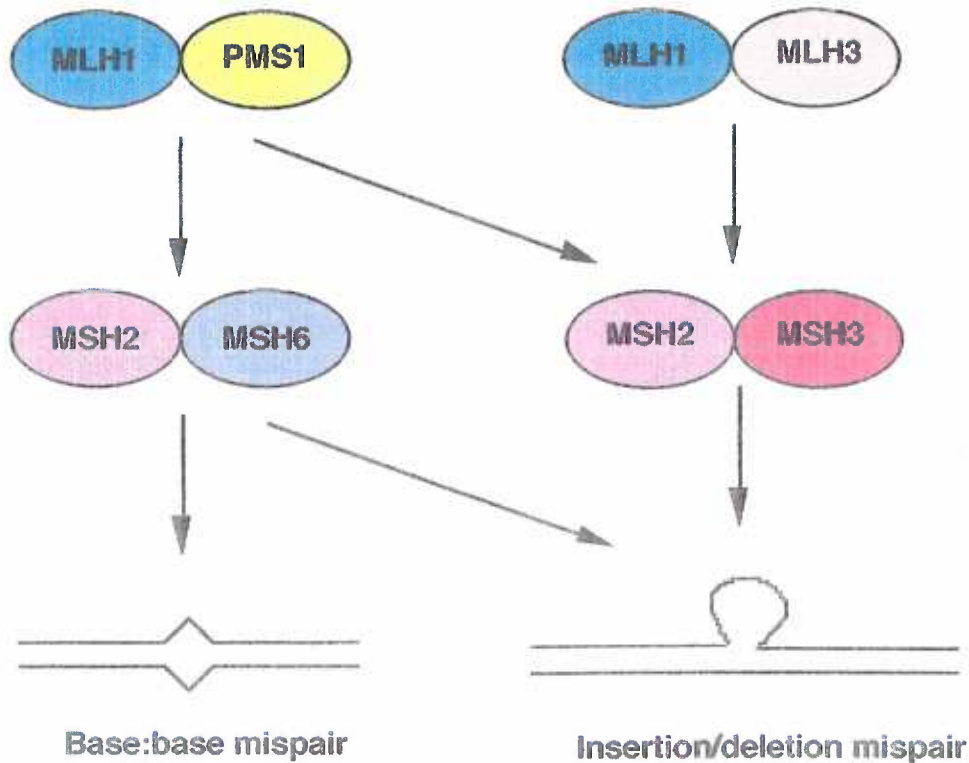 MLH1 PMS1
MLH1 MLH3
MSH2 MSH6
MSH2 MSH3
Base:base mispair
Insertion/deletion mispair